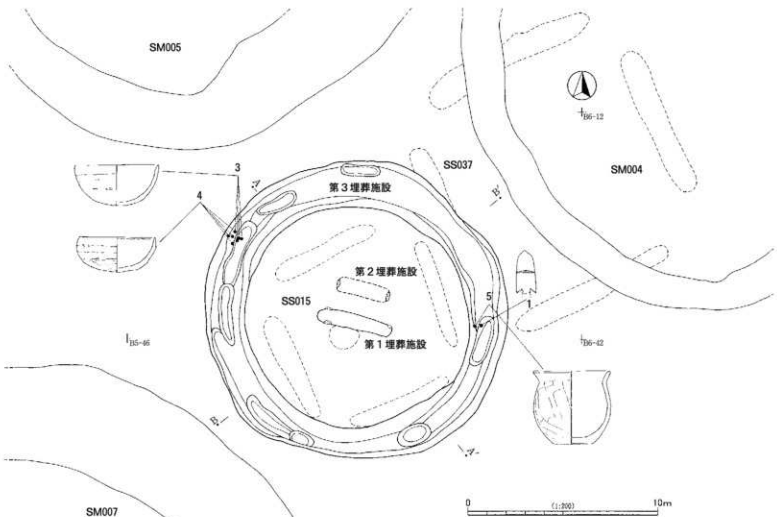 SM005
B6-12
SM004
SS037
3
4
A
B'
第3埋葬施設
第2埋葬施設
SS015
第1埋葬施設
5
1
B5-46
B6-42
B
A'
SM007
0
(1:200)
10m